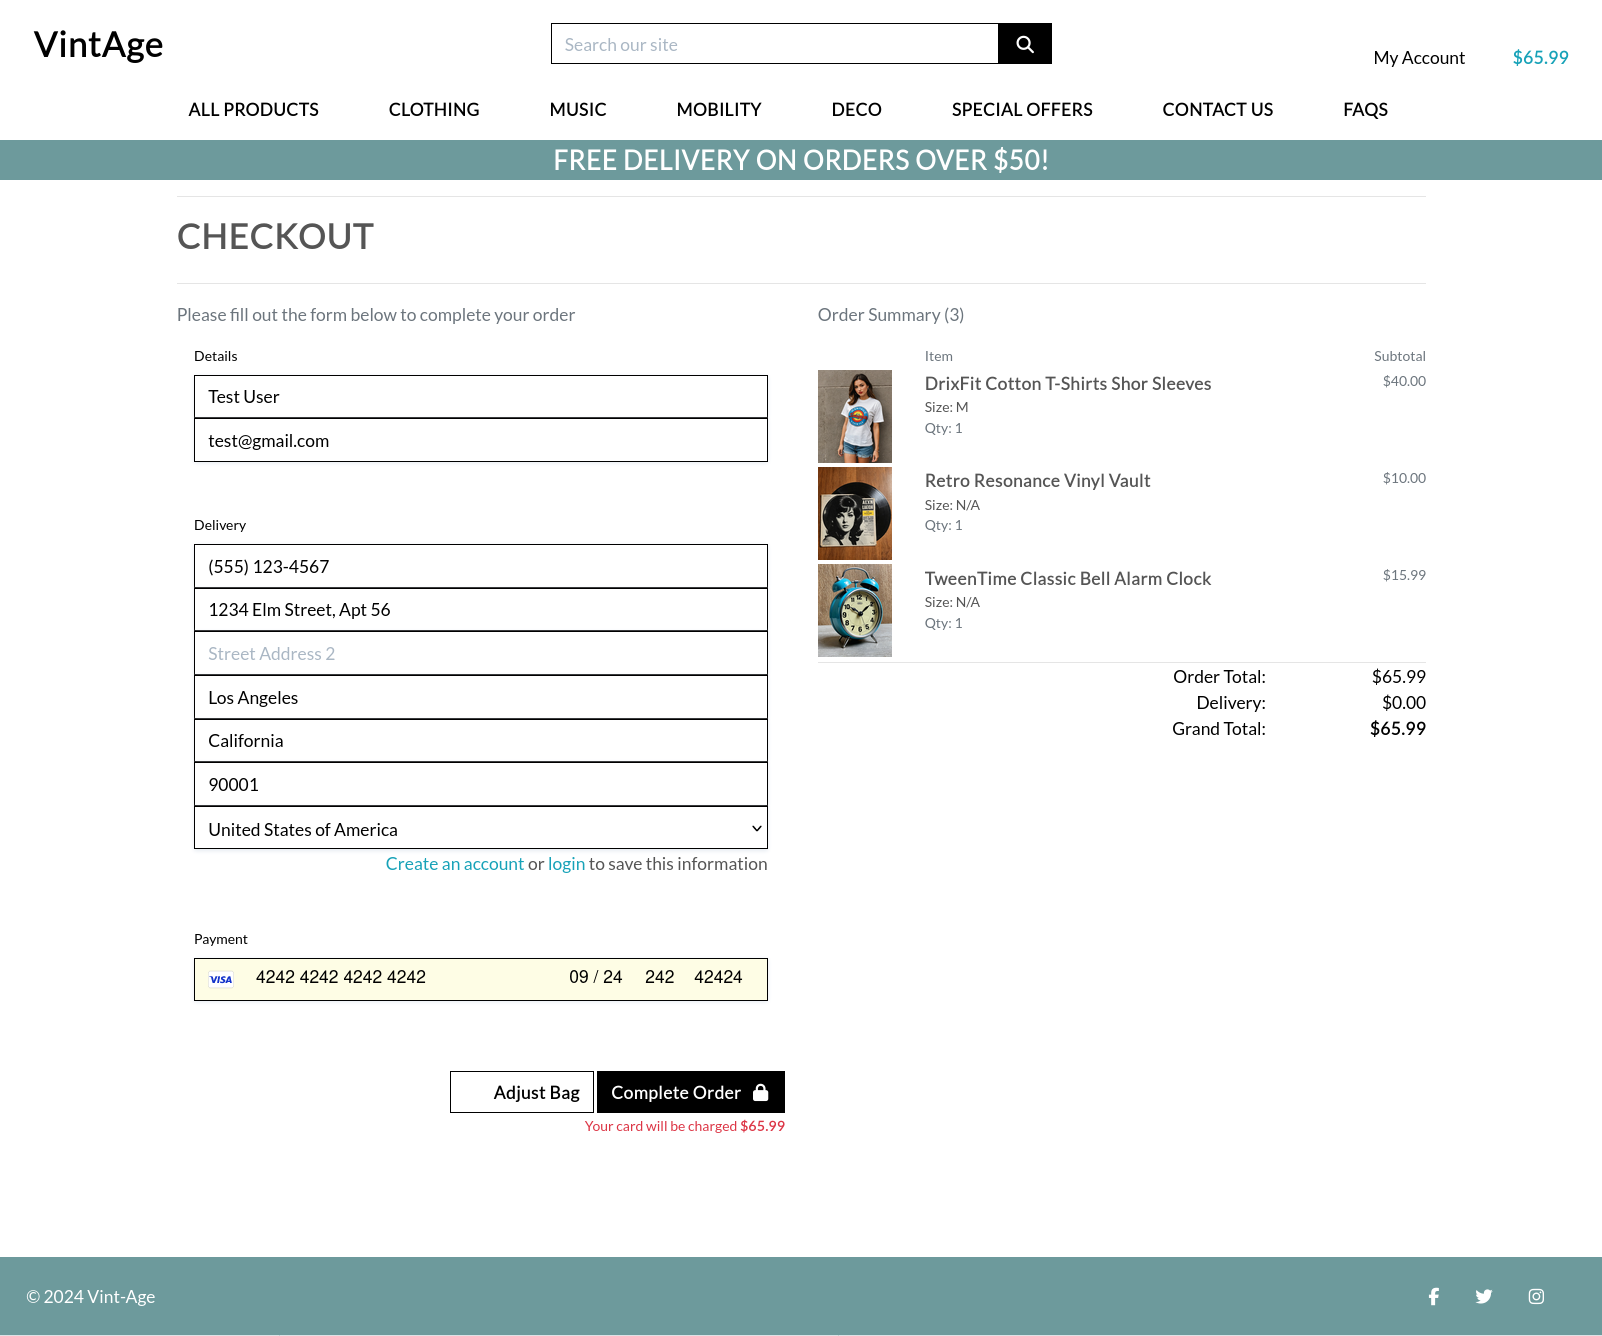 VintAge
Search our site
My Account
$65.99
ALL PRODUCTS CLOTHING MUSIC MOBILITY DECO SPECIAL OFFERS CONTACT US FAQS
FREE DELIVERY ON ORDERS OVER $50!
CHECKOUT
Please fill out the form below to complete your order
Details
Test User
test@gmail.com
Delivery
(555) 123-4567
1234 Elm Street, Apt 56
Street Address 2
Los Angeles
California
90001
United States of America
Create an account or login to save this information
Payment
VISA 4242 4242 4242 4242 09 / 24 242 42424
Adjust Bag
Complete Order
Your card will be charged $65.99
Order Summary (3)
Item Subtotal
DrixFit Cotton T-Shirts Shor Sleeves $40.00
Size: M
Qty: 1
Retro Resonance Vinyl Vault $10.00
Size: N/A
Qty: 1
TweenTime Classic Bell Alarm Clock $15.99
Size: N/A
Qty: 1
Order Total: $65.99
Delivery: $0.00
Grand Total: $65.99
© 2024 Vint-Age